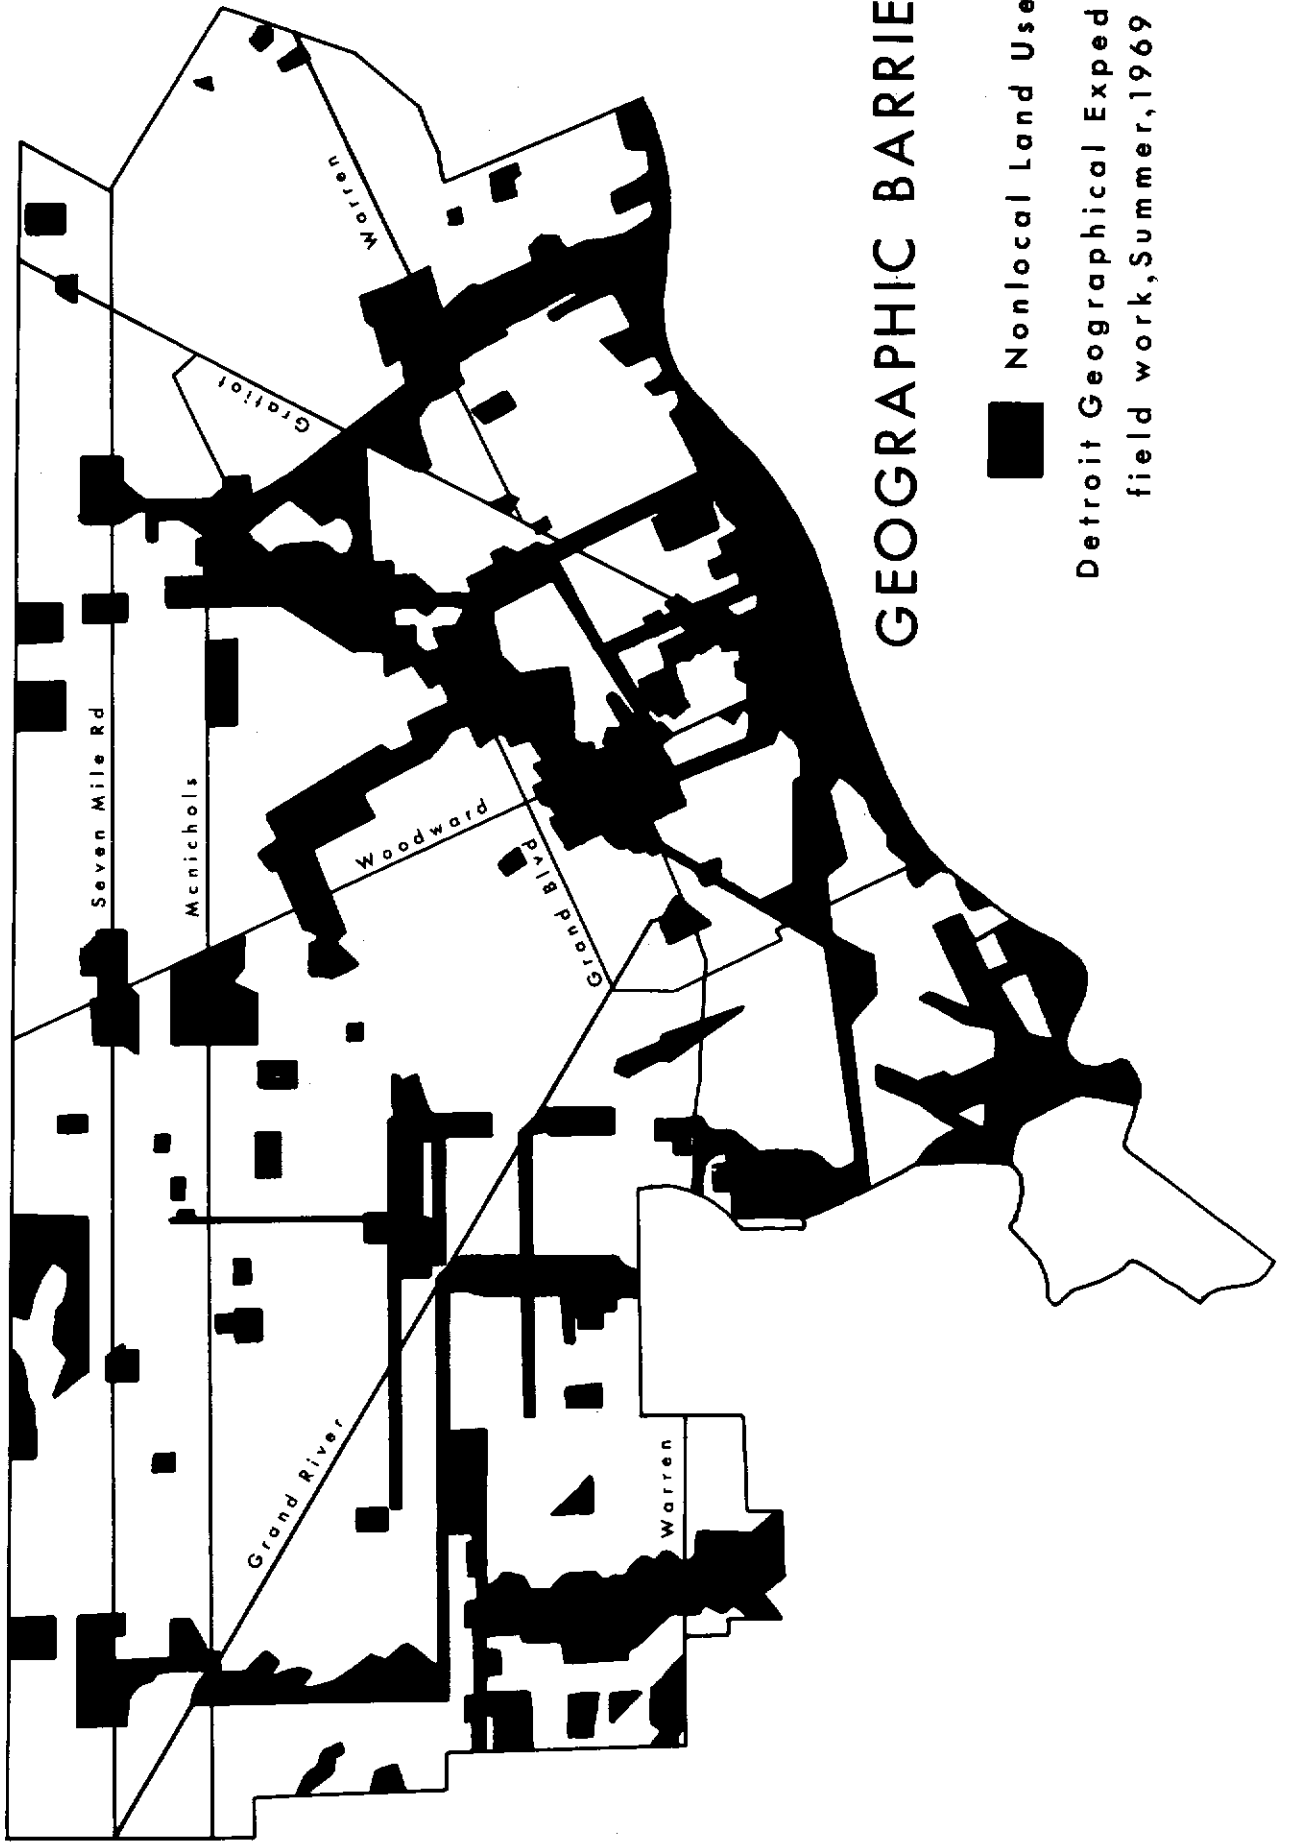 Seven Mile Rd
Mcnichols
Woodward
Grand Blvd
Gratiot
Warren
Grand River
Warren
GEOGRAPHIC BARRIE
Nonlocal Land Use
Detroit Geographical Exped
field work, Summer, 1969